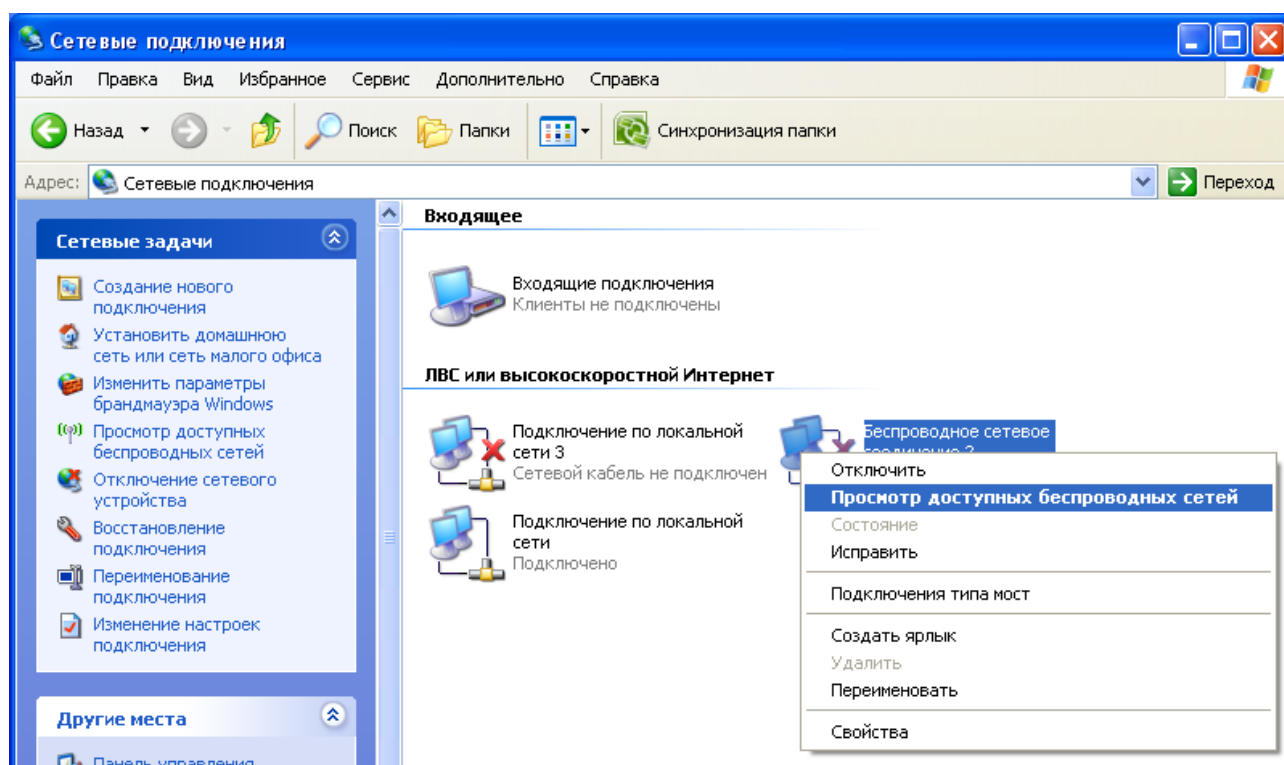 Сетевые подключения
Файл Правка Вид Избранное Сервис Дополнительно Справка
Назад Поиск Папки Синхронизация папки
Адрес: Сетевые подключения Переход
Сетевые задачи
Создание нового
подключения
Установить домашнюю
сеть или сеть малого офиса
Изменить параметры
брандмауэра Windows
Просмотр доступных
беспроводных сетей
Отключение сетевого
устройства
Восстановление
подключения
Переименование
подключения
Изменение настроек
подключения
Другие места
Панель управления
Входящее
Входящие подключения
Клиенты не подключены
ЛВС или высокоскоростной Интернет
Подключение по локальной
сети 3
Сетевой кабель не подключен
Подключение по локальной
сети
Подключено
Беспроводное сетевое
соединение 2
Отключить
Просмотр доступных беспроводных сетей
Состояние
Исправить
Подключения типа мост
Создать ярлык
Удалить
Переименовать
Свойства